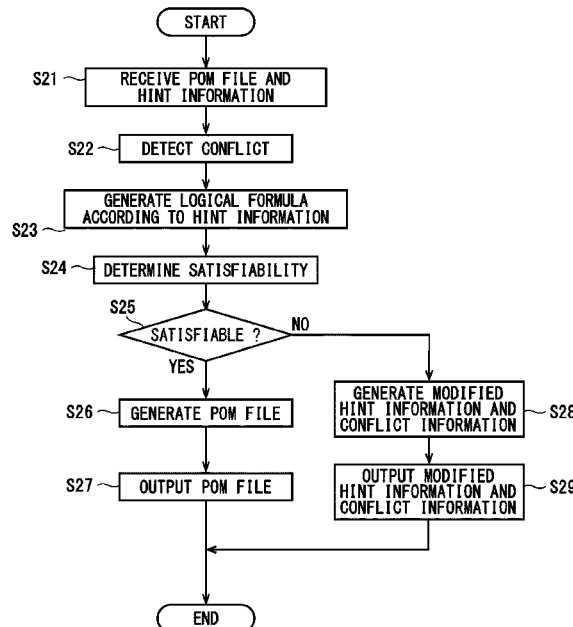 START
S21
RECEIVE POM FILE AND
HINT INFORMATION
S22
DETECT CONFLICT
GENERATE LOGICAL FORMULA
ACCORDING TO HINT INFORMATION
S23
S24
DETERMINE SATISFIABILITY
S25
SATISFIABLE ?
NO
YES
S26
GENERATE POM FILE
GENERATE MODIFIED
HINT INFORMATION AND
CONFLICT INFORMATION
S28
S27
OUTPUT POM FILE
OUTPUT MODIFIED
HINT INFORMATION AND
CONFLICT INFORMATION
S29
END